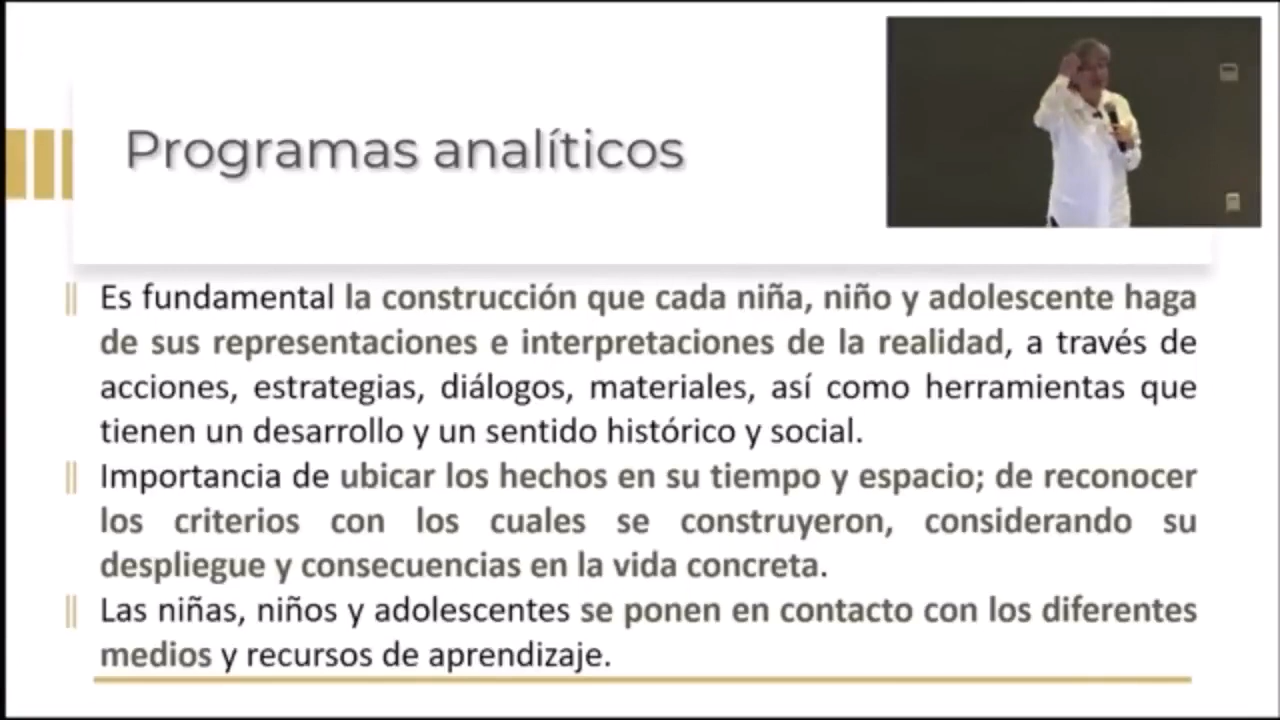 Programas analíticos
Es fundamental la construcción que cada niña, niño y adolescente haga
de sus representaciones e interpretaciones de la realidad, a través de
acciones, estrategias, diálogos, materiales, así como herramientas que
tienen un desarrollo y un sentido histórico y social.
Importancia de ubicar los hechos en su tiempo y espacio; de reconocer
los criterios con los cuales se construyeron, considerando su
despliegue y consecuencias en la vida concreta.
Las niñas, niños y adolescentes se ponen en contacto con los diferentes
medios y recursos de aprendizaje.